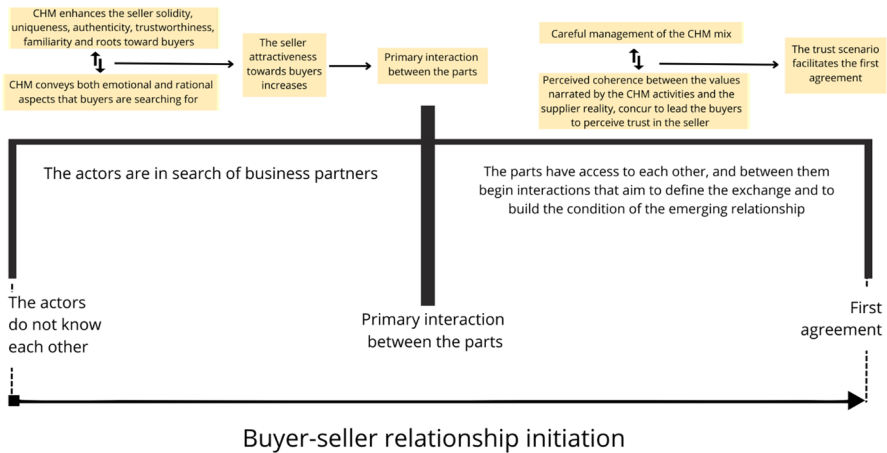 CHM enhances the seller solidity,
uniqueness, authenticity, trustworthiness,
familiarity and roots toward buyers
CHM conveys both emotional and rational
aspects that buyers are searching for
The seller
attractiveness
towards buyers
increases
Primary interaction
between the parts
Careful management of the CHM mix
Perceived coherence between the values
narrated by the CHM activities and the
supplier reality, concur to lead the buyers
to perceive trust in the seller
The trust scenario
facilitates the first
agreement
The actors are in search of business partners
The parts have access to each other, and between them
begin interactions that aim to define the exchange and to
build the condition of the emerging relationship
The actors
do not know
each other
Primary interaction
between the parts
First
agreement
Buyer-seller relationship initiation